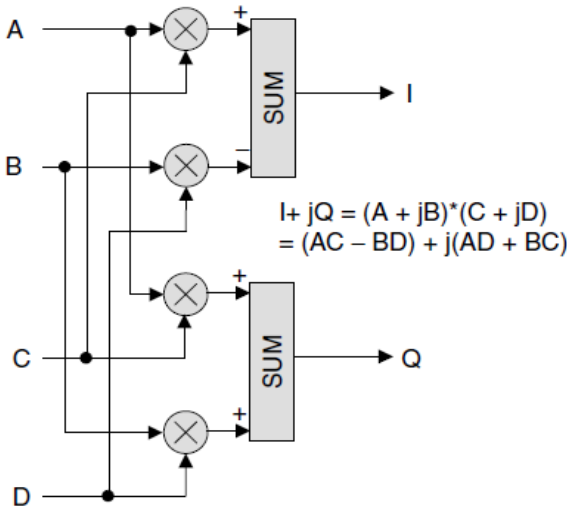 A
+
SUM
I
B
–
I+ jQ = (A + jB)*(C + jD)
= (AC – BD) + j(AD + BC)
+
C
SUM
Q
+
D